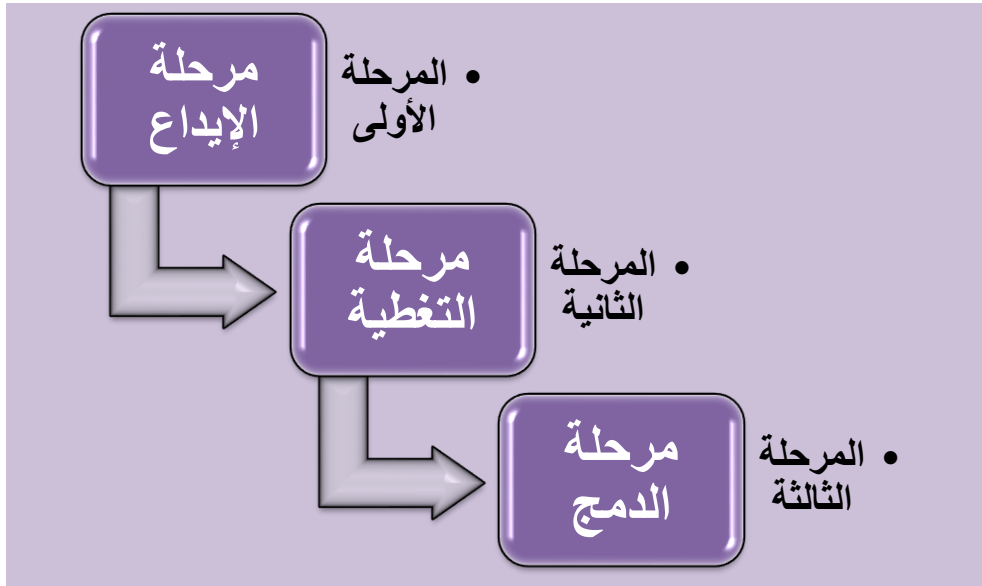 مرحلة
الإيداع
• المرحلة
الأولى
مرحلة
التغطية
• المرحلة
الثانية
مرحلة
الدمج
• المرحلة
الثالثة